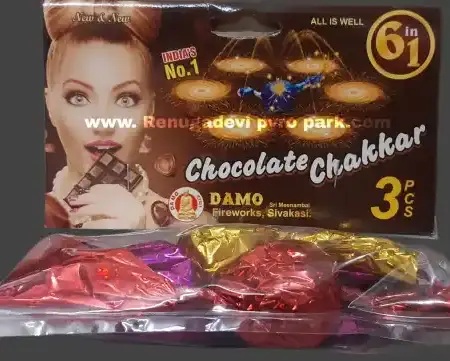 New & New
ALL IS WELL
INDIA'S
No.1
6 in 1
www. Renugadevi pyro park.com
Chocolate Chakkar
DAMO
Sri Meenambai
Fireworks, Sivakasi.
3 PCS